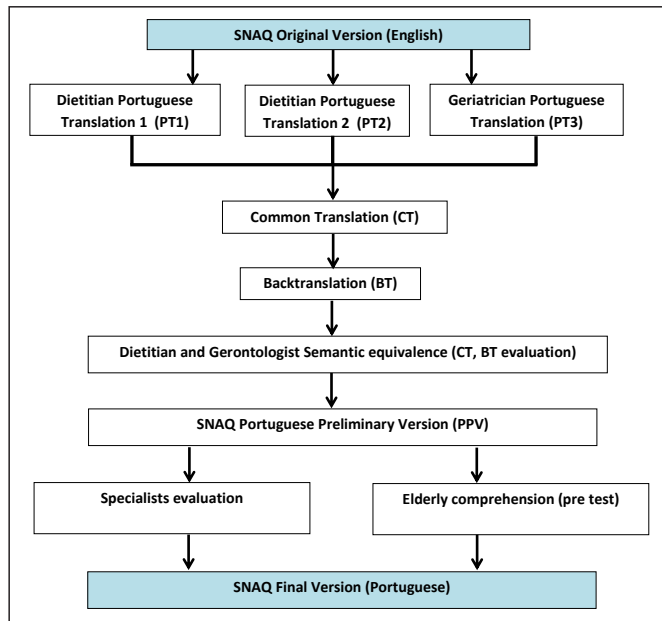 SNAQ Original Version (English)
Dietitian Portuguese
Translation 1 (PT1)
Dietitian Portuguese
Translation 2 (PT2)
Geriatrician Portuguese
Translation (PT3)
Common Translation (CT)
Backtranslation (BT)
Dietitian and Gerontologist Semantic equivalence (CT, BT evaluation)
SNAQ Portuguese Preliminary Version (PPV)
Specialists evaluation
Elderly comprehension (pre test)
SNAQ Final Version (Portuguese)